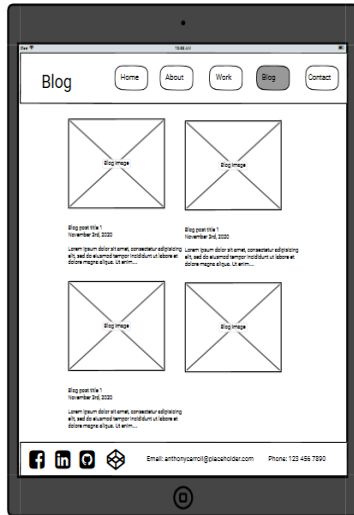 10:48 AM
Blog
Home
About
Work
Blog
Contact
Blog image
Blog image
Blog post title 1
November 3rd, 2020
Lorem ipsum dolor sit amet, consectetur adipisicing
elit, sed do eiusmod tempor incididunt ut labore et
dolore magna aliqua. Ut enim...
Blog post title 1
November 3rd, 2020
Lorem ipsum dolor sit amet, consectetur adipisicing
elit, sed do eiusmod tempor incididunt ut labore et
dolore magna aliqua. Ut enim...
Blog image
Blog image
Blog post title 1
November 3rd, 2020
Lorem ipsum dolor sit amet, consectetur adipisicing
elit, sed do eiusmod tempor incididunt ut labore et
dolore magna aliqua. Ut enim...
Email: anthonycarroll@placeholder.com
Phone: 123 456 7890